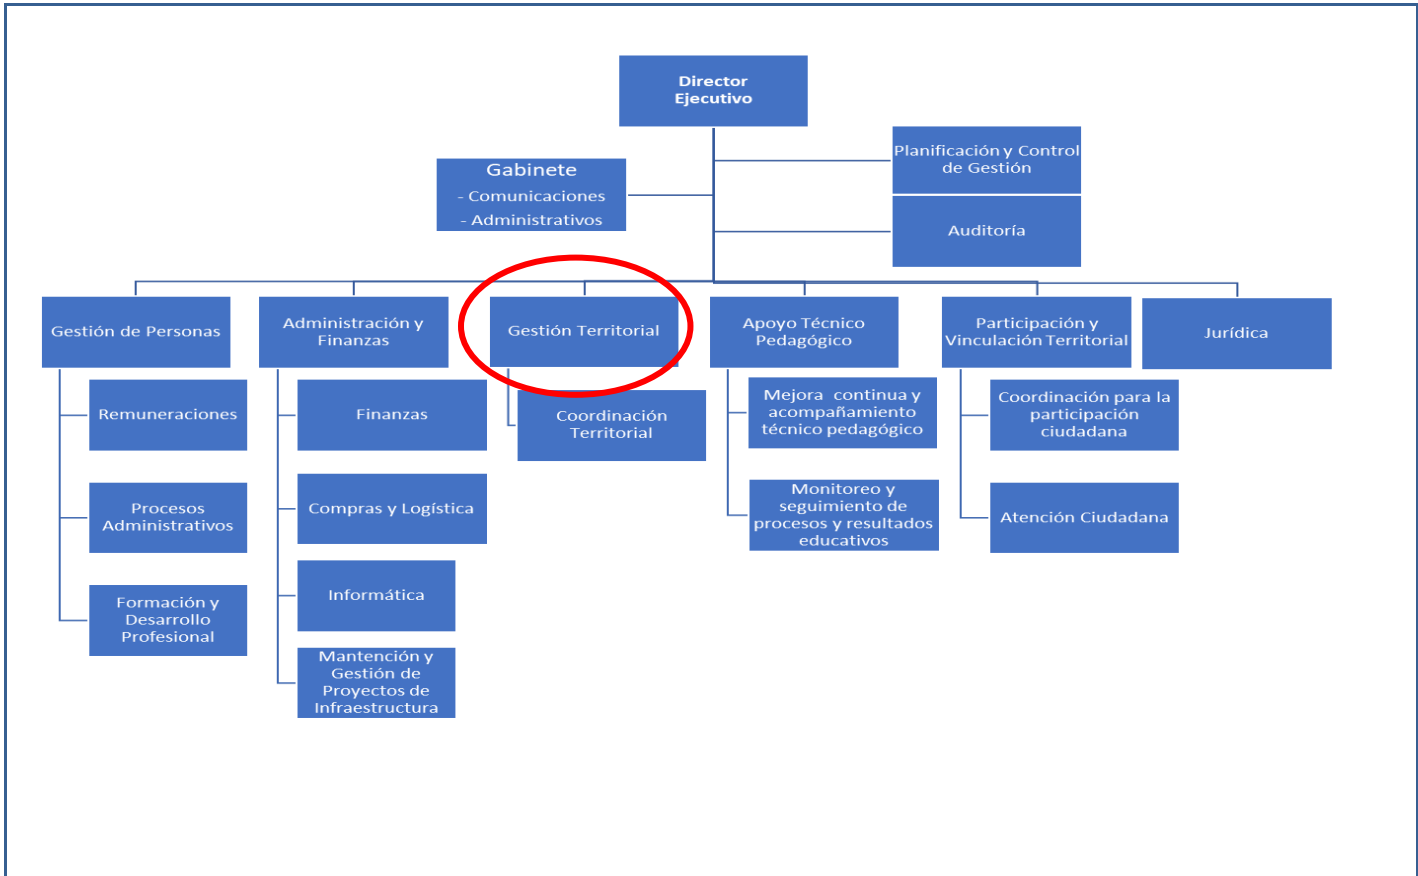 Director
Ejecutivo
Planificación y Control
de Gestión
Gabinete
- Comunicaciones
- Administrativos
Auditoría
Gestión de Personas
Administración y
Finanzas
Gestión Territorial
Apoyo Técnico
Pedagógico
Participación y
Vinculación Territorial
Jurídica
Remuneraciones
Procesos
Administrativos
Formación y
Desarrollo
Profesional
Finanzas
Compras y Logística
Informática
Mantención y
Gestión de
Proyectos de
Infraestructura
Coordinación
Territorial
Mejora  continua y
acompañamiento
técnico pedagógico
Monitoreo y
seguimiento de
procesos y resultados
educativos
Coordinación para la
participación
ciudadana
Atención Ciudadana